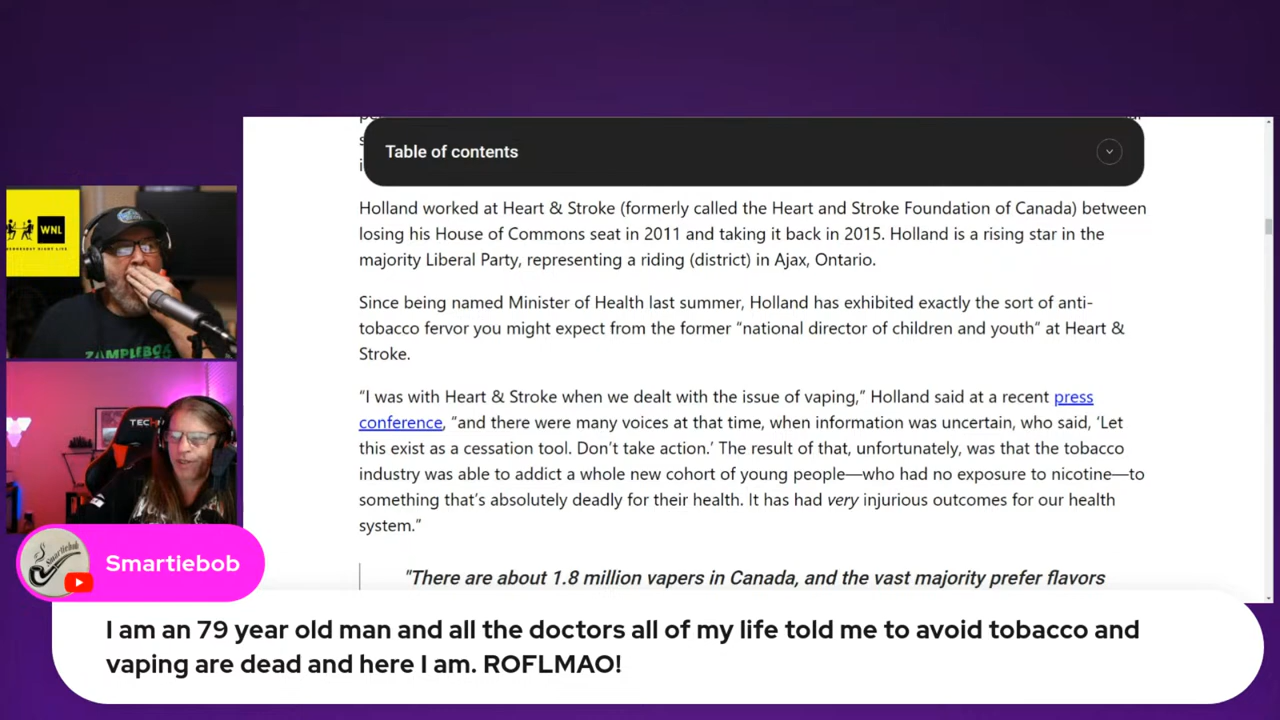 Table of contents
Holland worked at Heart & Stroke (formerly called the Heart and Stroke Foundation of Canada) between
losing his House of Commons seat in 2011 and taking it back in 2015. Holland is a rising star in the
majority Liberal Party, representing a riding (district) in Ajax, Ontario.
Since being named Minister of Health last summer, Holland has exhibited exactly the sort of anti-
tobacco fervor you might expect from the former “national director of children and youth” at Heart &
Stroke.
“I was with Heart & Stroke when we dealt with the issue of vaping,” Holland said at a recent press
conference, “and there were many voices at that time, when information was uncertain, who said, ‘Let
this exist as a cessation tool. Don’t take action.’ The result of that, unfortunately, was that the tobacco
industry was able to addict a whole new cohort of young people—who had no exposure to nicotine—to
something that’s absolutely deadly for their health. It has had very injurious outcomes for our health
system.”
"There are about 1.8 million vapers in Canada, and the vast majority prefer flavors
WNL
TECH
Smartiebob
Smartiebob
I am an 79 year old man and all the doctors all of my life told me to avoid tobacco and
vaping are dead and here I am. ROFLMAO!